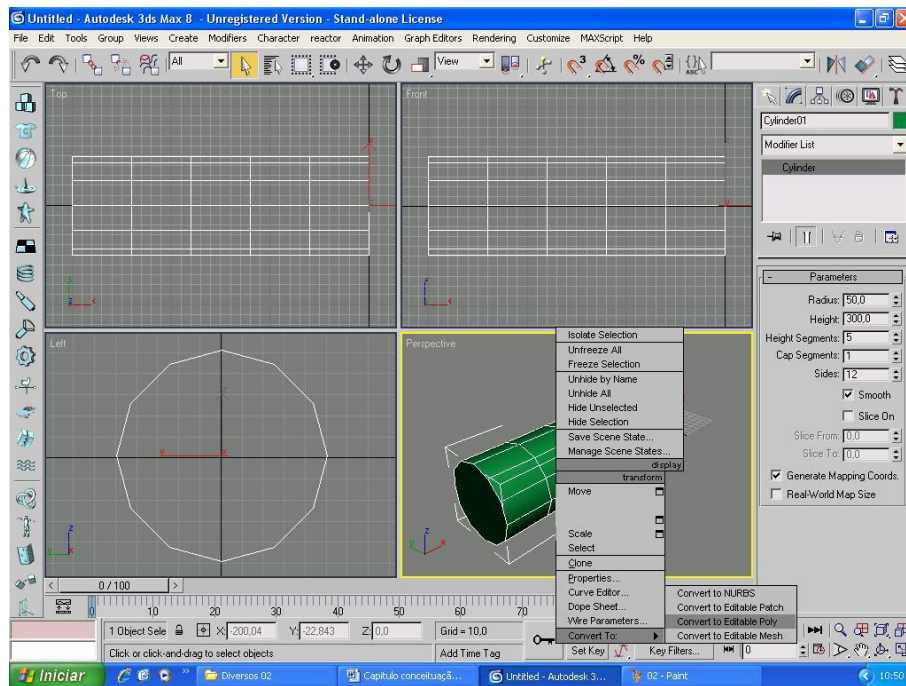 Untitled - Autodesk 3ds Max 8 - Unregistered Version - Stand-alone License
File Edit Tools Group Views Create Modifiers Character reactor Animation Graph Editors Rendering Customize MAXScript Help
All
View
ABC
Top
Front
Left
Perspective
Cylinder01
Modifier List
Cylinder
- Parameters
Radius: 50,0
Height: 300,0
Height Segments: 5
Cap Segments: 1
Sides: 12
Smooth
Slice On
Slice From: 0,0
Slice To: 0,0
Generate Mapping Coords.
Real-World Map Size
Isolate Selection
Unfreeze All
Freeze Selection
Unhide by Name
Unhide All
Hide Unselected
Hide Selection
Save Scene State...
Manage Scene States...
display
transform
Move
Scale
Select
Clone
Properties...
Curve Editor...
Dope Sheet...
Wire Parameters...
Convert To:
Convert to NURBS
Convert to Editable Patch
Convert to Editable Poly
Convert to Editable Mesh
< 0 / 100 >
0 10 20 30 40 50 60 70
1 Object Sele X: -200,04 Y: -22,843 Z: 0,0 Grid = 10,0
Click or click-and-drag to select objects Add Time Tag
Set Key Key Filters... 0
Iniciar Diversos 02 Capitulo conceituaçã... Untitled - Autodesk 3... 02 - Paint 10:50